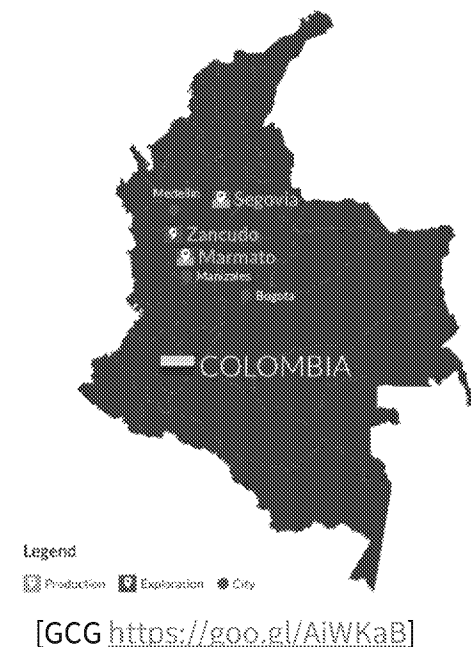 Medellin
Segovia
Zancudo
Marmato
Manizales
Bogota
COLOMBIA
Legend
Production Exploration City
[GCG https://goo.gl/AiWKaB]